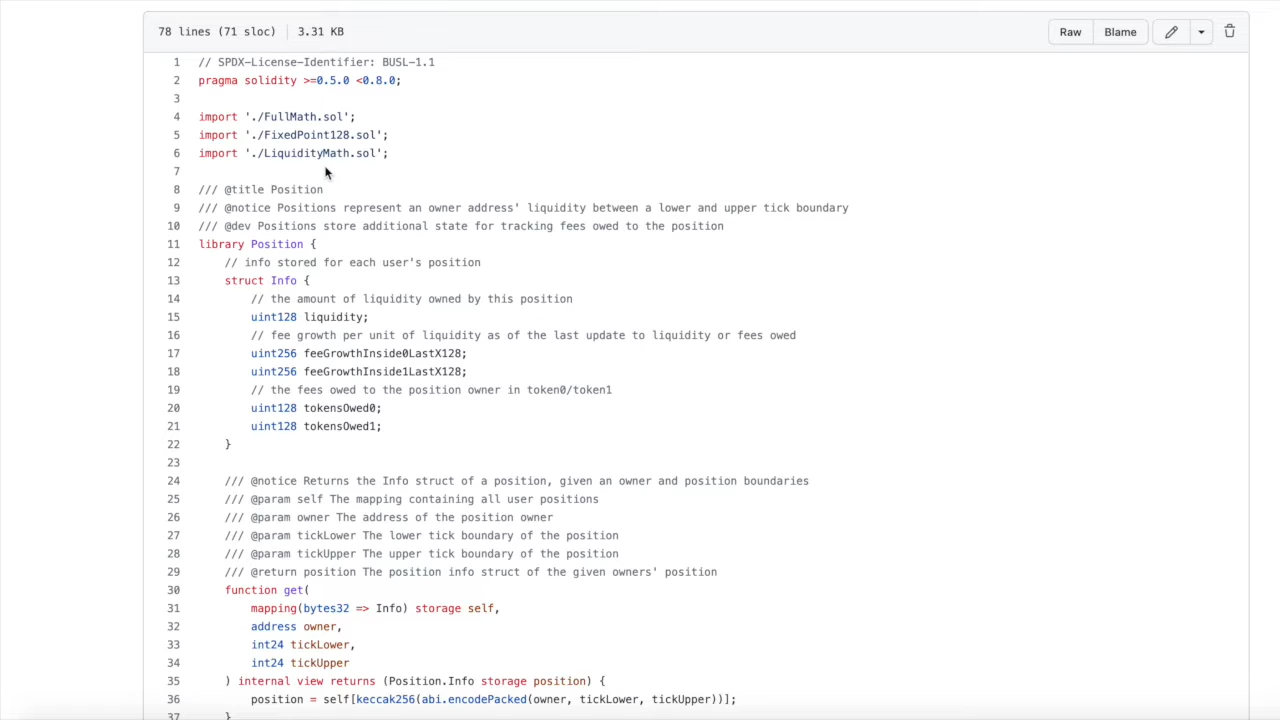 78 lines (71 sloc) 3.31 KB Raw Blame
1 // SPDX-License-Identifier: BUSL-1.1
2 pragma solidity >=0.5.0 <0.8.0;
3
4 import './FullMath.sol';
5 import './FixedPoint128.sol';
6 import './LiquidityMath.sol';
7
8 /// @title Position
9 /// @notice Positions represent an owner address' liquidity between a lower and upper tick boundary
10 /// @dev Positions store additional state for tracking fees owed to the position
11 library Position {
12 // info stored for each user's position
13 struct Info {
14 // the amount of liquidity owned by this position
15 uint128 liquidity;
16 // fee growth per unit of liquidity as of the last update to liquidity or fees owed
17 uint256 feeGrowthInside0LastX128;
18 uint256 feeGrowthInside1LastX128;
19 // the fees owed to the position owner in token0/token1
20 uint128 tokensOwed0;
21 uint128 tokensOwed1;
22 }
23
24 /// @notice Returns the Info struct of a position, given an owner and position boundaries
25 /// @param self The mapping containing all user positions
26 /// @param owner The address of the position owner
27 /// @param tickLower The lower tick boundary of the position
28 /// @param tickUpper The upper tick boundary of the position
29 /// @return position The position info struct of the given owners' position
30 function get(
31 mapping(bytes32 => Info) storage self,
32 address owner,
33 int24 tickLower,
34 int24 tickUpper
35 ) internal view returns (Position.Info storage position) {
36 position = self[keccak256(abi.encodePacked(owner, tickLower, tickUpper))];
37 }